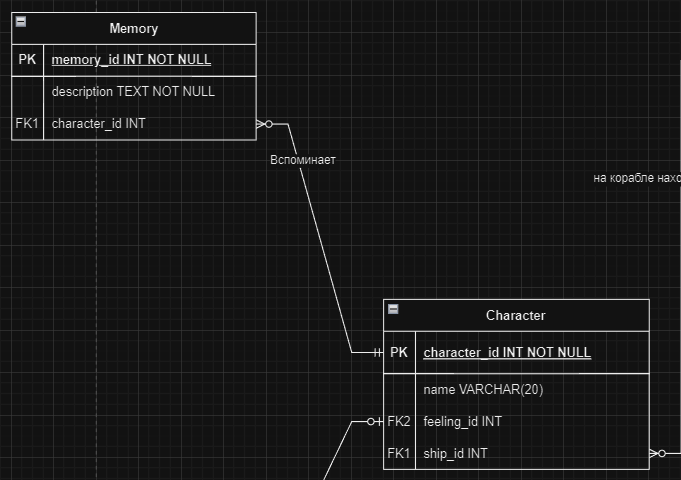 Memory
PK memory_id INT NOT NULL
description TEXT NOT NULL
FK1 character_id INT
Вспоминает
на корабле
Character
PK character_id INT NOT NULL
name VARCHAR(20)
FK2 feeling_id INT
FK1 ship_id INT